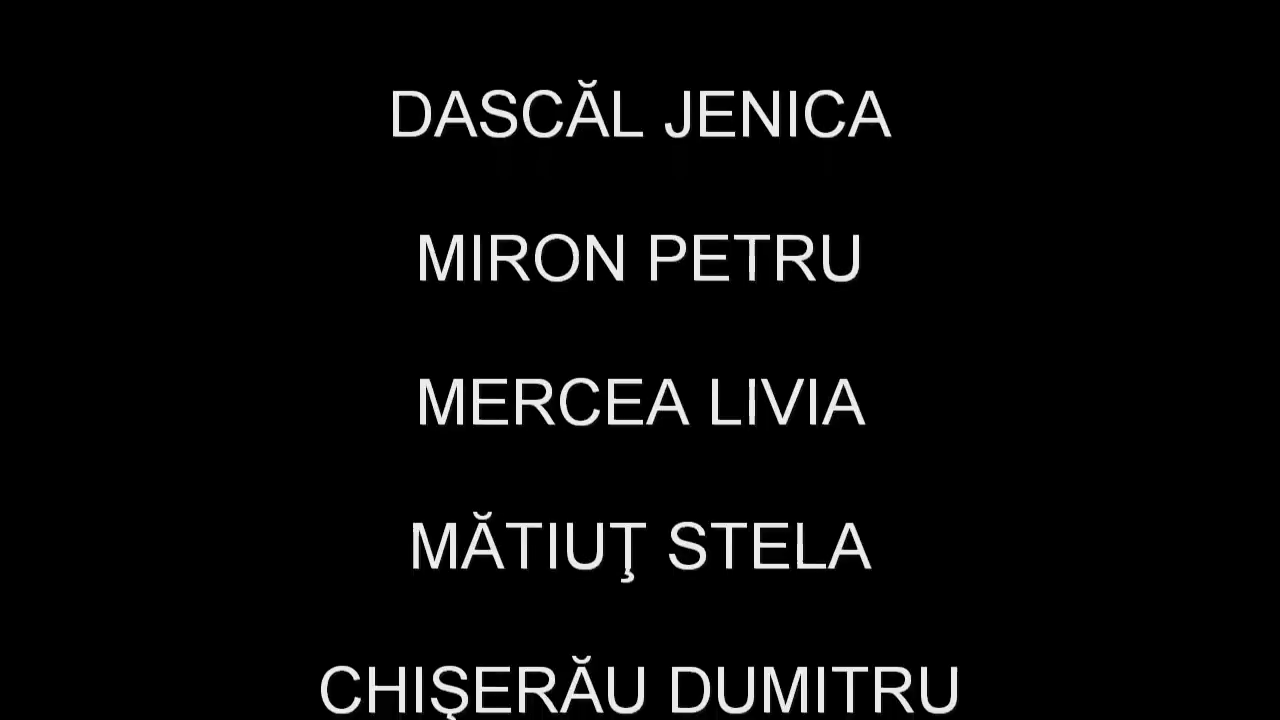 DASCĂL JENICA
MIRON PETRU
MERCEA LIVIA
MĂTIUŢ STELA
CHIŞERĂU DUMITRU